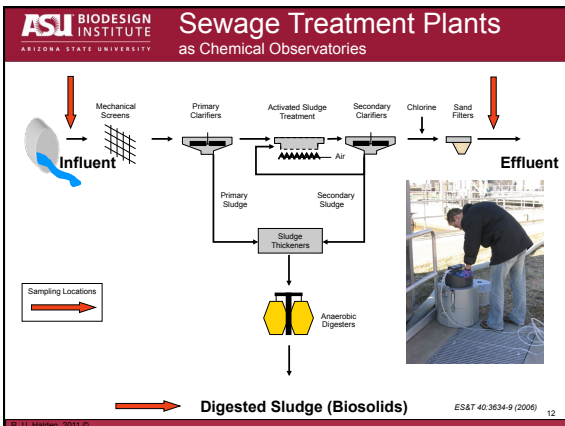 ASU BIODESIGN
INSTITUTE
ARIZONA STATE UNIVERSITY
Sewage Treatment Plants
as Chemical Observatories
Mechanical
Screens
Primary
Clarifiers
Activated Sludge
Treatment
Secondary
Clarifiers
Chlorine
Sand
Filters
Influent
Air
Effluent
Primary
Sludge
Secondary
Sludge
Sludge
Thickeners
Sampling Locations
Anaerobic
Digesters
Digested Sludge (Biosolids)
ES&T 40:3634-9 (2006)
12
R. U. Halden, 2011 ©